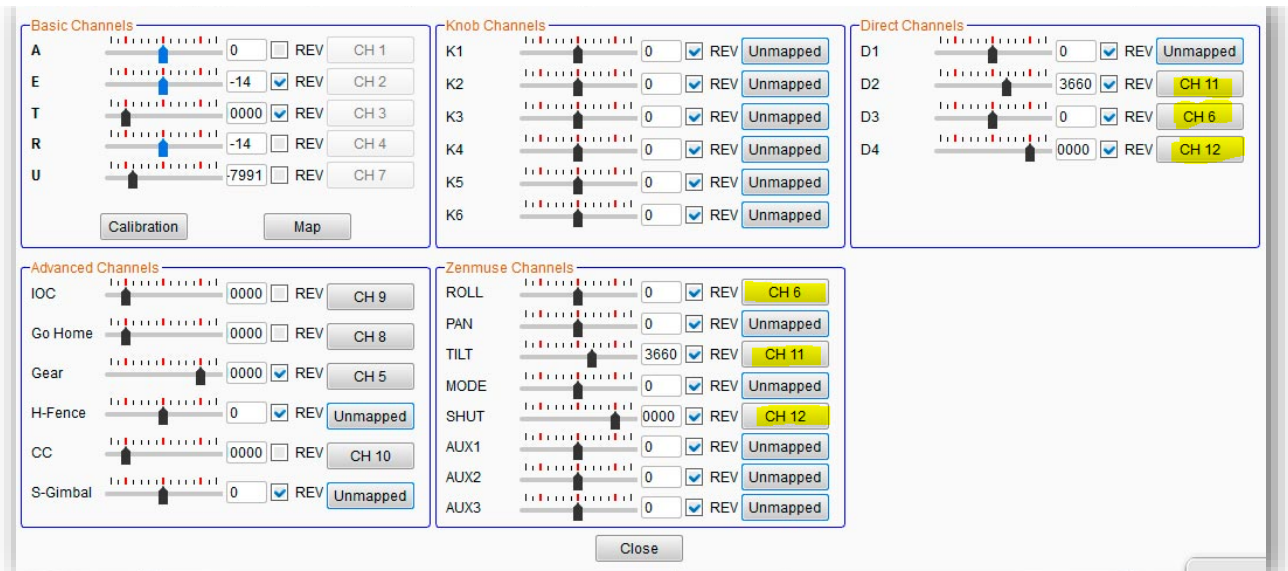 Basic Channels
A 0 REV CH 1
E -14 REV CH 2
T 0000 REV CH 3
R -14 REV CH 4
U -7991 REV CH 7
Calibration Map
Knob Channels
K1 0 REV Unmapped
K2 0 REV Unmapped
K3 0 REV Unmapped
K4 0 REV Unmapped
K5 0 REV Unmapped
K6 0 REV Unmapped
Direct Channels
D1 0 REV Unmapped
D2 3660 REV CH 11
D3 0 REV CH 6
D4 0000 REV CH 12
Advanced Channels
IOC 0000 REV CH 9
Go Home 0000 REV CH 8
Gear 0000 REV CH 5
H-Fence 0 REV Unmapped
CC 0000 REV CH 10
S-Gimbal 0 REV Unmapped
Zenmuse Channels
ROLL 0 REV CH 6
PAN 0 REV Unmapped
TILT 3660 REV CH 11
MODE 0 REV Unmapped
SHUT 0000 REV CH 12
AUX1 0 REV Unmapped
AUX2 0 REV Unmapped
AUX3 0 REV Unmapped
Close